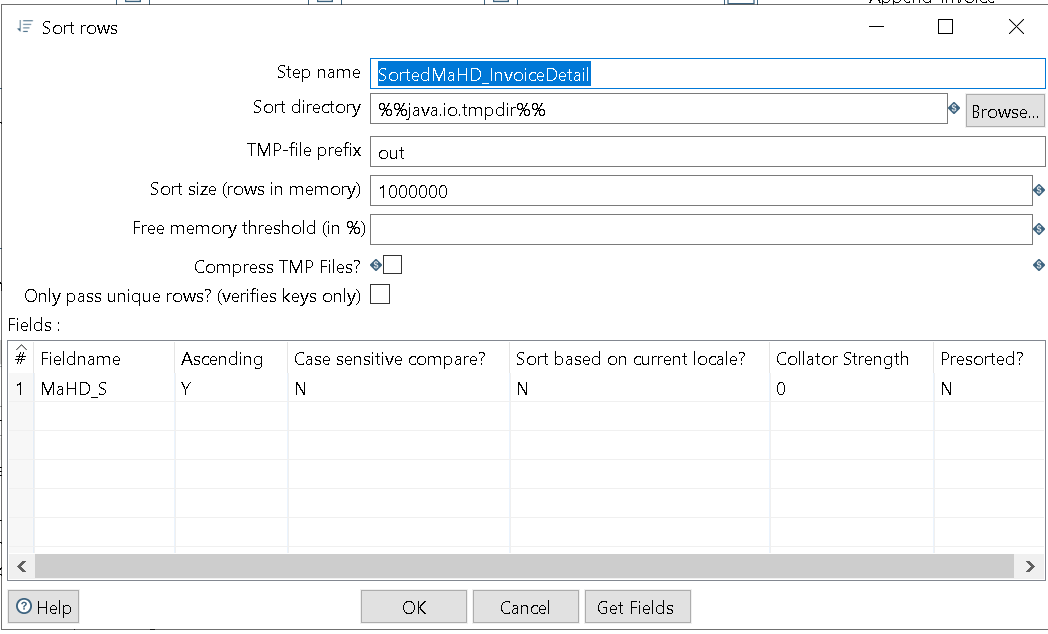 Sort rows
Step name SortedMaHD_InvoiceDetail
Sort directory %%java.io.tmpdir%% Browse...
TMP-file prefix out
Sort size (rows in memory) 1000000
Free memory threshold (in %)
Compress TMP Files?
Only pass unique rows? (verifies keys only)
Fields :
# Fieldname Ascending Case sensitive compare? Sort based on current locale? Collator Strength Presorted?
1 MaHD_S Y N N 0 N
Help OK Cancel Get Fields